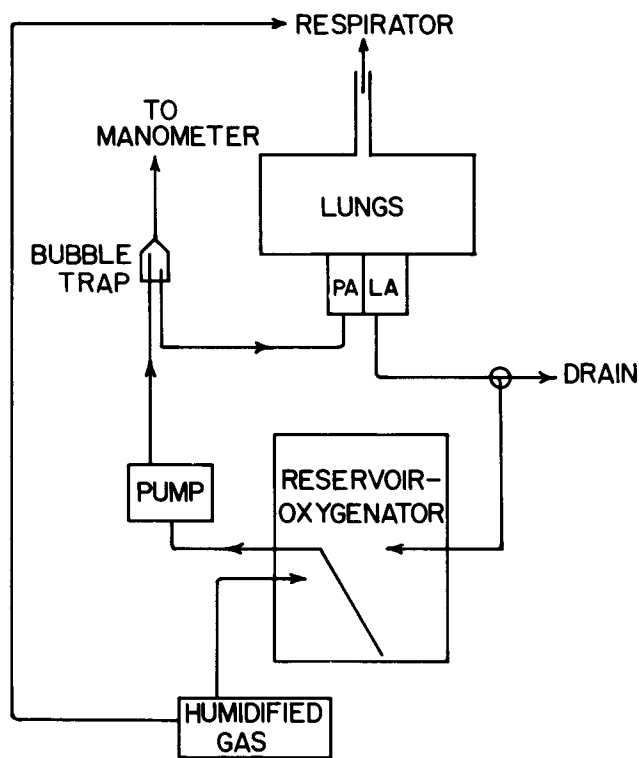 RESPIRATOR
TO
MANOMETER
LUNGS
BUBBLE
TRAP
PA
LA
DRAIN
PUMP
RESERVOIR-
OXYGENATOR
HUMIDIFIED
GAS